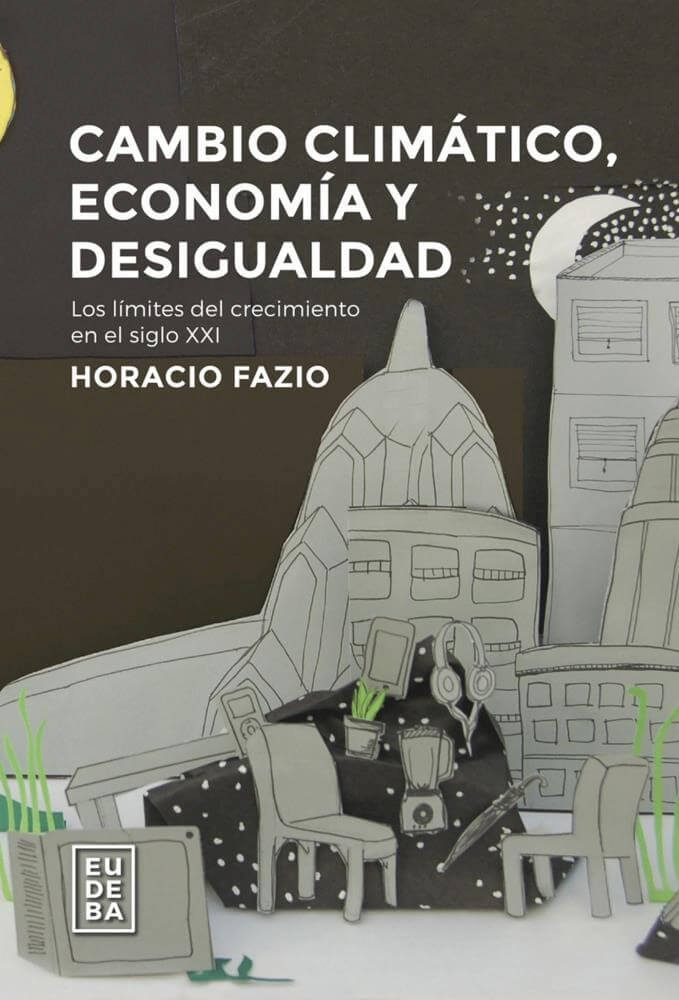 CAMBIO CLIMÁTICO,
ECONOMÍA Y
DESIGUALDAD
Los límites del crecimiento
en el siglo XXI
HORACIO FAZIO
EU
DE
BA